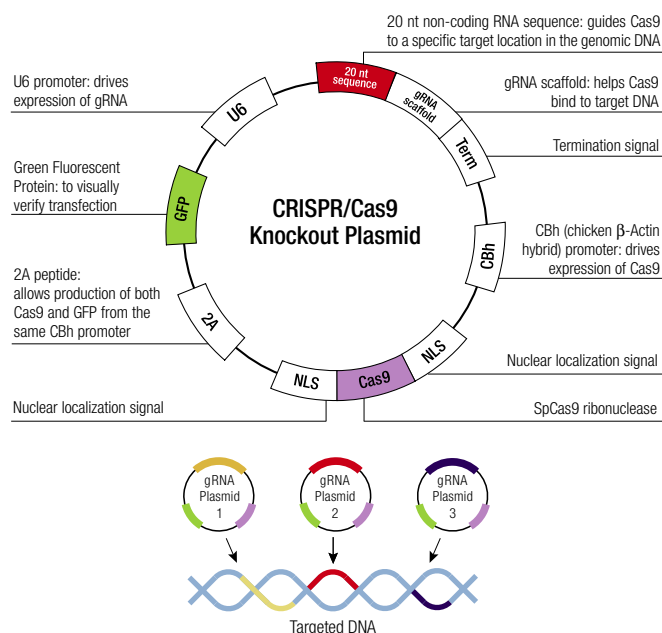 20 nt non-coding RNA sequence: guides Cas9
to a specific target location in the genomic DNA
U6 promoter: drives
expression of gRNA
gRNA scaffold: helps Cas9
bind to target DNA
Termination signal
Green Fluorescent
Protein: to visually
verify transfection
CBh (chicken β-Actin
hybrid) promoter: drives
expression of Cas9
2A peptide:
allows production of both
Cas9 and GFP from the
same CBh promoter
Nuclear localization signal
Nuclear localization signal
SpCas9 ribonuclease
CRISPR/Cas9
Knockout Plasmid
20 nt
sequence
gRNA
scaffold
Term
CBh
NLS
Cas9
NLS
2A
GFP
U6
gRNA
Plasmid
1
gRNA
Plasmid
2
gRNA
Plasmid
3
Targeted DNA